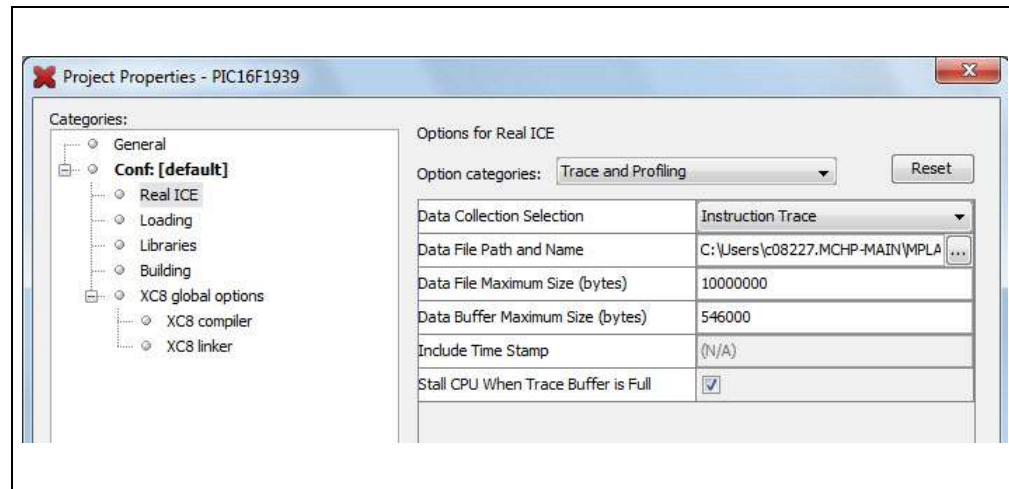 Project Properties - PIC16F1939
Categories:
General
Conf: [default]
Real ICE
Loading
Libraries
Building
XC8 global options
XC8 compiler
XC8 linker
Options for Real ICE
Option categories: Trace and Profiling Reset
Data Collection Selection Instruction Trace
Data File Path and Name C:\Users\c08227.MCHP-MAIN\MPLA ...
Data File Maximum Size (bytes) 10000000
Data Buffer Maximum Size (bytes) 546000
Include Time Stamp (N/A)
Stall CPU When Trace Buffer is Full